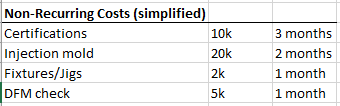 Non-Recurring Costs (simplified)
Certifications 10k 3 months
Injection mold 20k 2 months
Fixtures/Jigs 2k 1 month
DFM check 5k 1 month